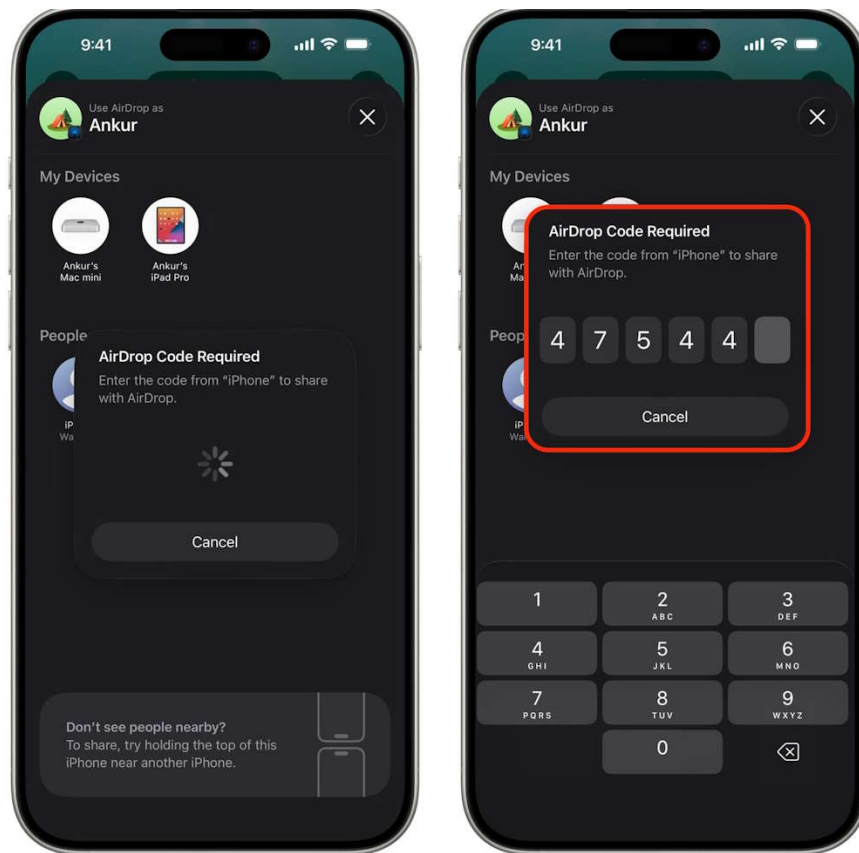 9:41
Use AirDrop as
Ankur
My Devices
Ankur's
Mac mini
Ankur's
iPad Pro
People
AirDrop Code Required
Enter the code from “iPhone” to share
with AirDrop.
Cancel
Don't see people nearby?
To share, try holding the top of this
iPhone near another iPhone.
9:41
Use AirDrop as
Ankur
My Devices
AirDrop Code Required
Enter the code from “iPhone” to share
with AirDrop.
4 7 5 4 4
Cancel
1 2 3
ABC DEF
4 5 6
GHI JKL MNO
7 8 9
PQRS TUV WXYZ
0